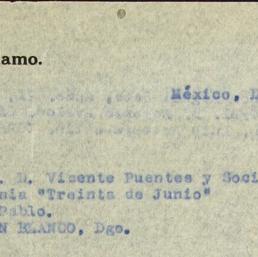 amo.
México, D
. D. Vicente Puentes y Soci
nia "Treinta de Junio"
Pablo.
N BLANCO, Dgo.